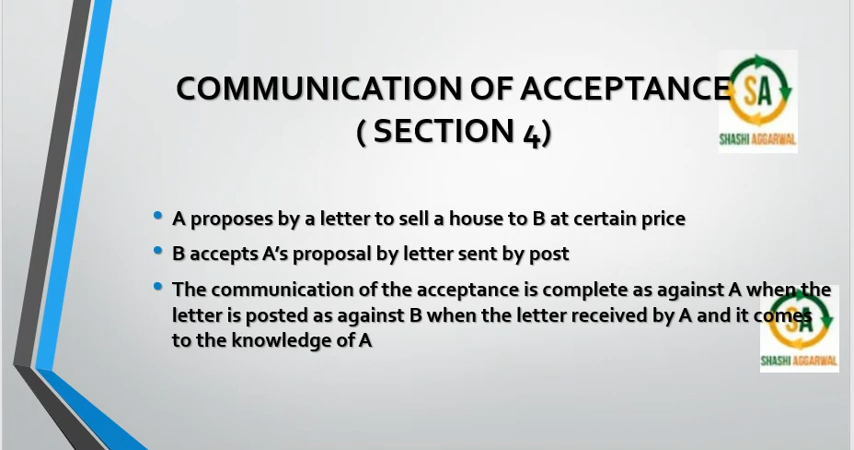 COMMUNICATION OF ACCEPTANCE
( SECTION 4)
SA
SHASHI AGGARWAL
• A proposes by a letter to sell a house to B at certain price
• B accepts A’s proposal by letter sent by post
• The communication of the acceptance is complete as against A when the
letter is posted as against B when the letter received by A and it comes
to the knowledge of A
SA
SHASHI AGGARWAL